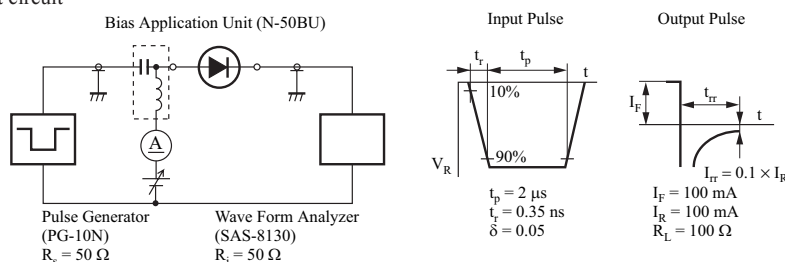 t circuit
Bias Application Unit (N-50BU)
A
Pulse Generator
(PG-10N)
R_s = 50 Ω
Wave Form Analyzer
(SAS-8130)
R_i = 50 Ω
Input Pulse
t_r
t_p
t
10%
90%
V_R
t_p = 2 μs
t_r = 0.35 ns
δ = 0.05
Output Pulse
I_F
t_rr
t
I_rr = 0.1 × I_R
I_F = 100 mA
I_R = 100 mA
R_L = 100 Ω